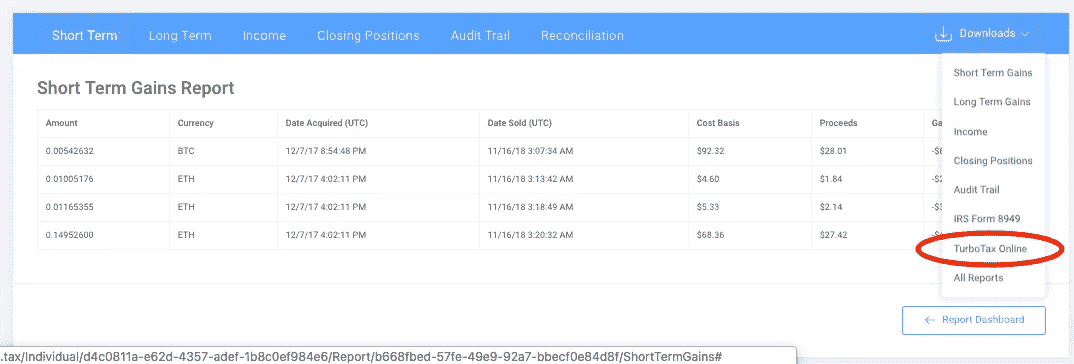 Short Term Long Term Income Closing Positions Audit Trail Reconciliation Downloads
Short Term Gains Report
Amount Currency Date Acquired (UTC) Date Sold (UTC) Cost Basis Proceeds
0.00542632 BTC 12/7/17 8:54:48 PM 11/16/18 3:07:34 AM $92.32 $28.01
0.01005176 ETH 12/7/17 4:02:11 PM 11/16/18 3:13:42 AM $4.60 $1.84
0.01165355 ETH 12/7/17 4:02:11 PM 11/16/18 3:18:49 AM $5.33 $2.14
0.14952600 ETH 12/7/17 4:02:11 PM 11/16/18 3:20:32 AM $68.36 $27.42
Short Term Gains
Long Term Gains
Income
Closing Positions
Audit Trail
IRS Form 8949
TurboTax Online
All Reports
← Report Dashboard
.tax/Individual/d4c0811a-e62d-4357-adef-1b8c0ef984e6/Report/b668fbed-57fe-49e9-92a7-bbecf0e84d8f/ShortTermGains#